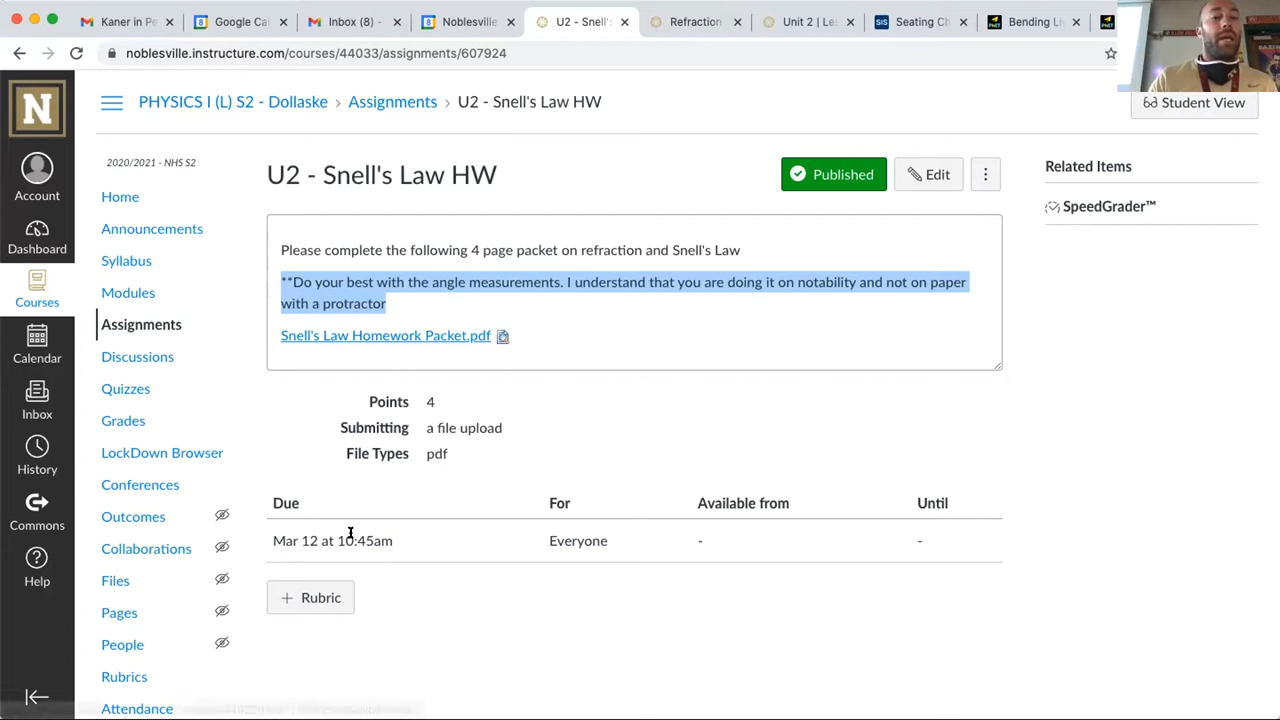 Kaner in Pe
Google Cal
Inbox (8) -
Noblesville
U2 - Snell's
Refraction
Unit 2 | Les
SIS
Seating Ch
PhET
Bending Li
noblesville.instructure.com/courses/44033/assignments/607924
N
PHYSICS I (L) S2 - Dollaske › Assignments › U2 - Snell's Law HW
Student View
Account
Dashboard
Courses
Calendar
Inbox
History
Commons
Help
2020/2021 - NHS S2
Home
Announcements
Syllabus
Modules
Assignments
Discussions
Quizzes
Grades
LockDown Browser
Conferences
Outcomes
Collaborations
Files
Pages
People
Rubrics
Attendance
U2 - Snell's Law HW
Published
Edit
Please complete the following 4 page packet on refraction and Snell's Law
**Do your best with the angle measurements. I understand that you are doing it on notability and not on paper
with a protractor
Snell's Law Homework Packet.pdf
Points 4
Submitting a file upload
File Types pdf
Due For Available from Until
Mar 12 at 10:45am Everyone - -
+ Rubric
Related Items
SpeedGrader™